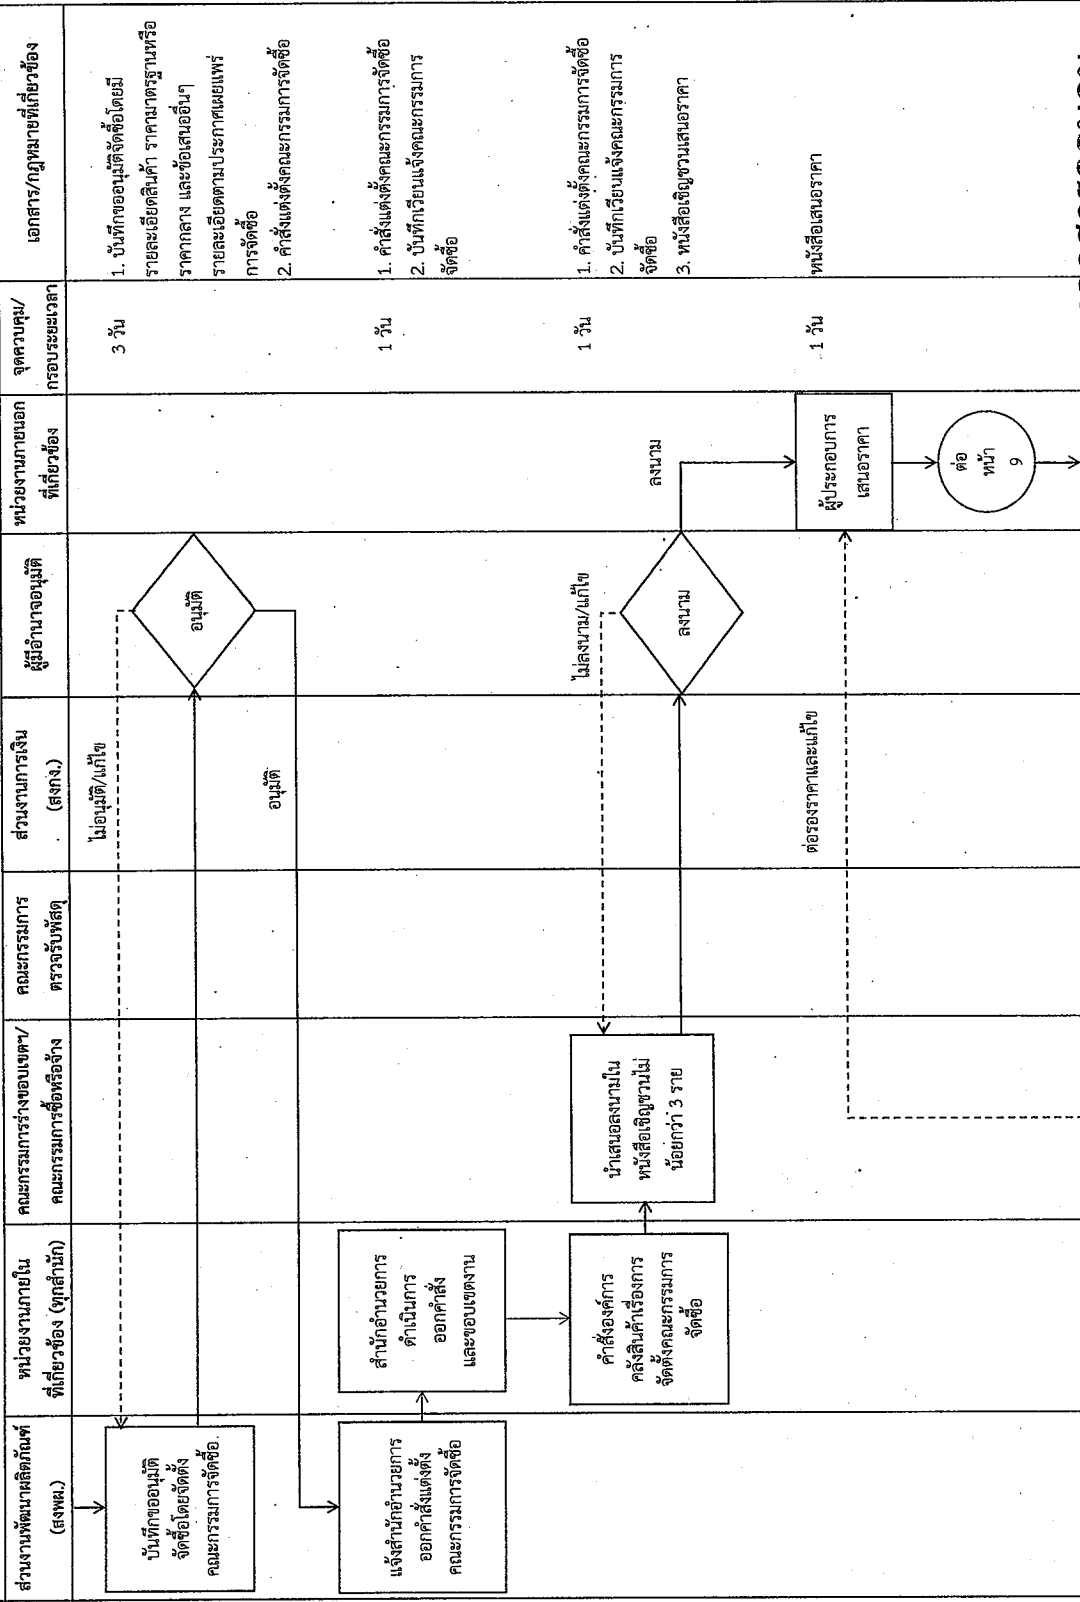 ส่วนงานพัฒนาผลิตภัณฑ์
(สงพผ.)
หน่วยงานภายใน
ที่เกี่ยวข้อง (ทุกสำนัก)
คณะกรรมการร่างขอบเขตฯ/
คณะกรรมการซื้อหรือจ้าง
คณะกรรมการ
ตรวจรับพัสดุ
ส่วนงานการเงิน
(สงกง.)
ผู้มีอำนาจอนุมัติ
หน่วยงานภายนอก
ที่เกี่ยวข้อง
จุดควบคุม/
กรอบระยะเวลา
เอกสาร/กฎหมายที่เกี่ยวข้อง
บันทึกขออนุมัติ
จัดซื้อโดยจัดตั้ง
คณะกรรมการจัดซื้อ
ไม่อนุมัติ/แก้ไข
อนุมัติ
อนุมัติ
3 วัน
1. บันทึกขออนุมัติจัดซื้อโดยมี
รายละเอียดสินค้า ราคามาตรฐานหรือ
ราคากลาง และข้อเสนออื่นๆ
รายละเอียดตามประกาศเผยแพร่
การจัดซื้อ
2. คำสั่งแต่งตั้งคณะกรรมการจัดซื้อ
แจ้งสำนักอำนวยการ
ออกคำสั่งแต่งตั้ง
คณะกรรมการจัดซื้อ
สำนักอำนวยการ
ดำเนินการ
ออกคำสั่ง
และขอบเขตงาน
1 วัน
1. คำสั่งแต่งตั้งคณะกรรมการจัดซื้อ
2. บันทึกเวียนแจ้งคณะกรรมการ
จัดซื้อ
คำสั่งองค์การ
คลังสินค้าเรื่องการ
จัดตั้งคณะกรรมการ
จัดซื้อ
นำเสนอลงนามใน
หนังสือเชิญชวนไม่
น้อยกว่า 3 ราย
ไม่ลงนาม/แก้ไข
ลงนาม
ลงนาม
1 วัน
1. คำสั่งแต่งตั้งคณะกรรมการจัดซื้อ
2. บันทึกเวียนแจ้งคณะกรรมการ
จัดซื้อ
3. หนังสือเชิญชวนเสนอราคา
ต่อรองราคาและแก้ไข
ผู้ประกอบการ
เสนอราคา
1 วัน
หนังสือเสนอราคา
ต่อ
หน้า
9